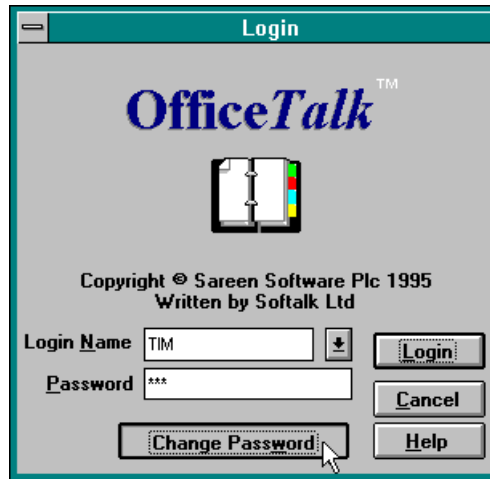 Login
OfficeTalk™
Copyright © Sareen Software Plc 1995
Written by Softalk Ltd
Login Name TIM Login
Password *** Cancel
Change Password Help